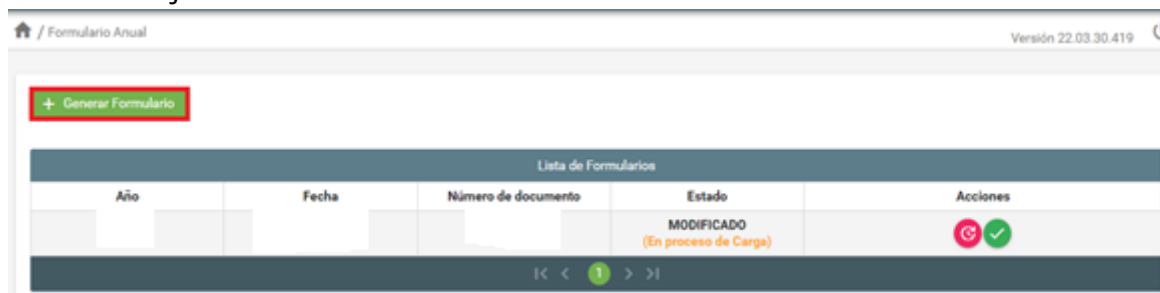 / Formulario Anual
Versión 22.03.30.419
+ Generar Formulario
Lista de Formularios
Año Fecha Número de documento Estado Acciones
MODIFICADO
(En proceso de Carga)
|< < 1 > >|